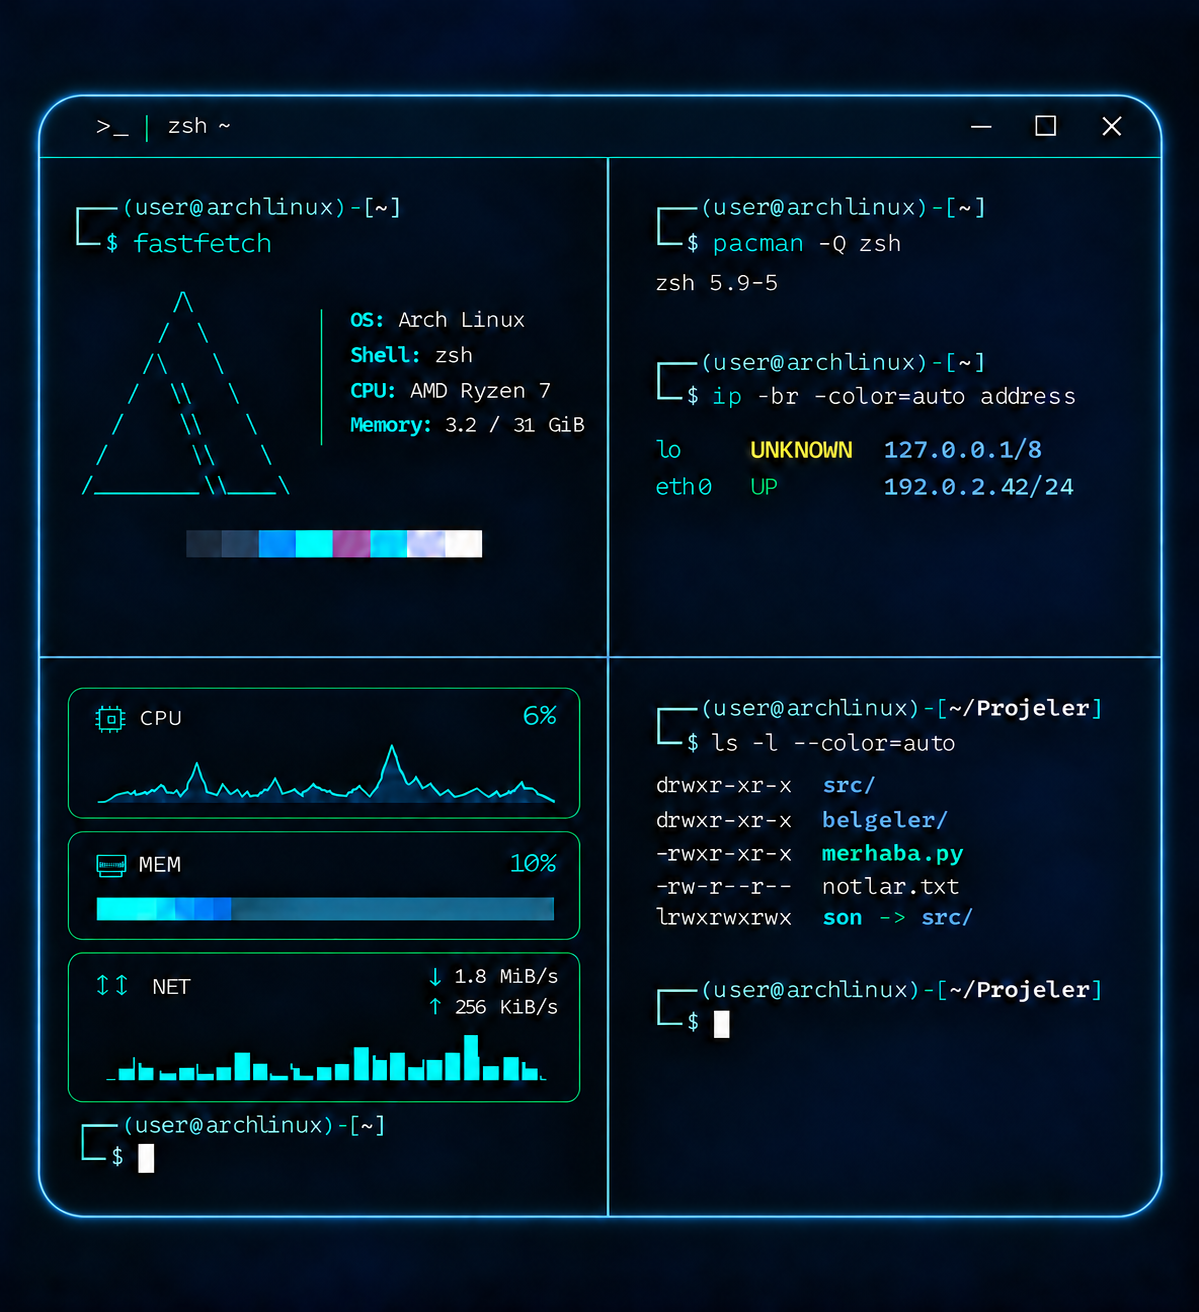 >_ | zsh ~
┌──(user@archlinux)-[~]
└─$ fastfetch
OS: Arch Linux
Shell: zsh
CPU: AMD Ryzen 7
Memory: 3.2 / 31 GiB
┌──(user@archlinux)-[~]
└─$ pacman -Q zsh
zsh 5.9-5
┌──(user@archlinux)-[~]
└─$ ip -br -color=auto address
lo UNKNOWN 127.0.0.1/8
eth0 UP 192.0.2.42/24
CPU 6%
MEM 10%
NET ↓ 1.8 MiB/s
↑ 256 KiB/s
┌──(user@archlinux)-[~]
└─$
┌──(user@archlinux)-[~/Projeler]
└─$ ls -l --color=auto
drwxr-xr-x src/
drwxr-xr-x belgeler/
-rwxr-xr-x merhaba.py
-rw-r--r-- notlar.txt
lrwxrwxrwx son -> src/
┌──(user@archlinux)-[~/Projeler]
└─$